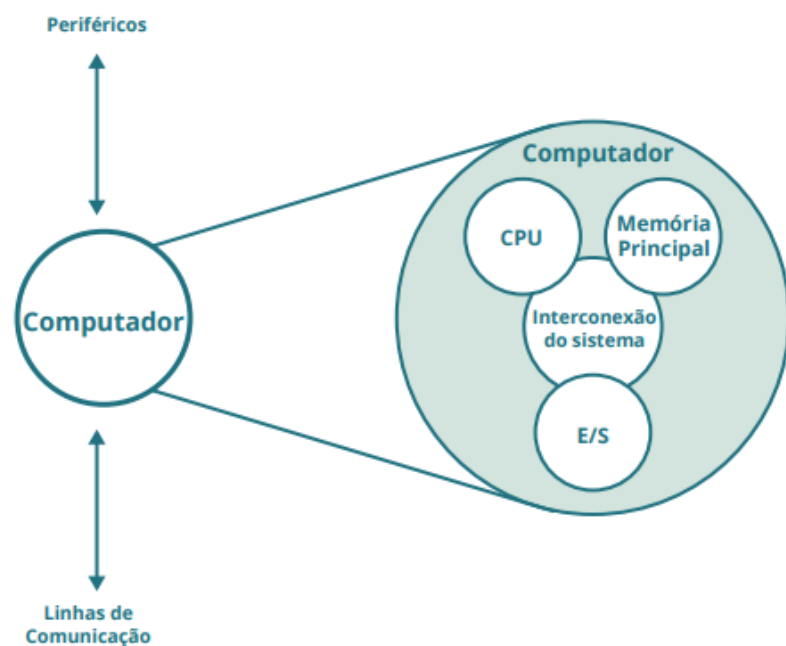 Periféricos
Computador
Linhas de
Comunicação
Computador
CPU
Memória
Principal
Interconexão
do sistema
E/S